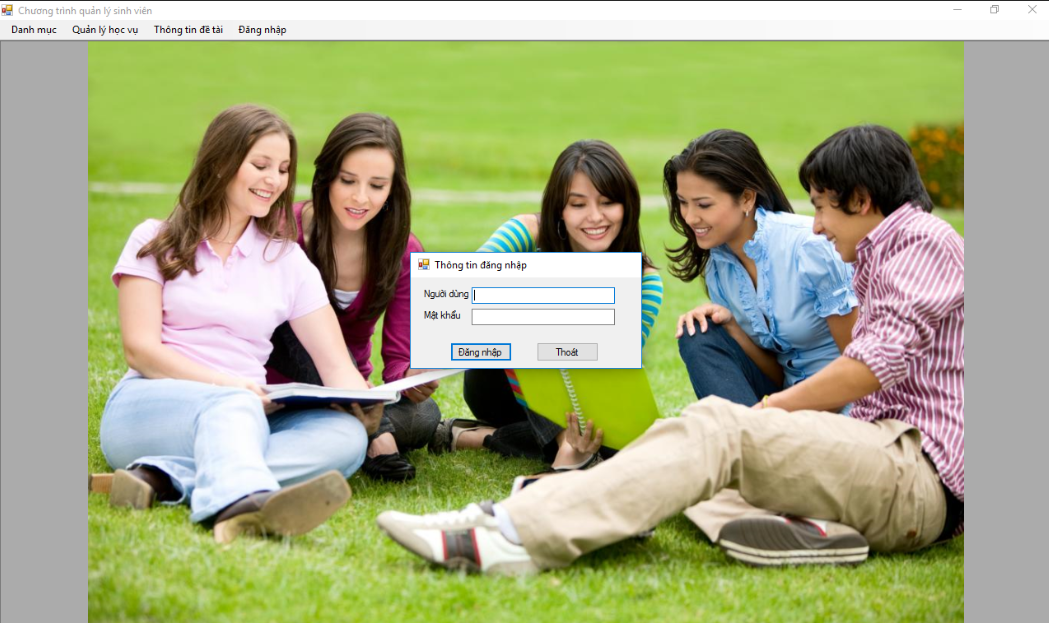 Chương trình quản lý sinh viên
Danh mục Quản lý học vụ Thông tin đề tài Đăng nhập
Thông tin đăng nhập
Người dùng
Mật khẩu
Đăng nhập Thoát